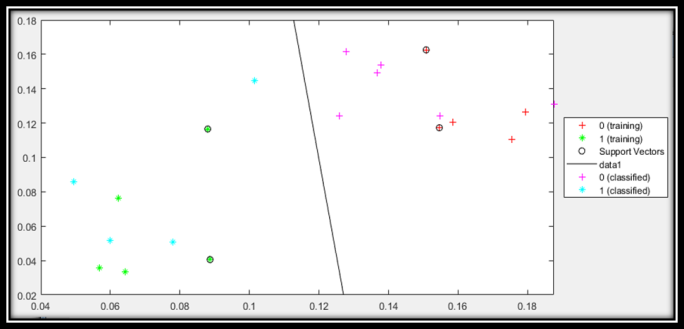 0.18
0.16
0.14
0.12
0.1
0.08
0.06
0.04
0.02
0.04 0.06 0.08 0.1 0.12 0.14 0.16 0.18
0 (training)
1 (training)
Support Vectors
data1
0 (classified)
1 (classified)